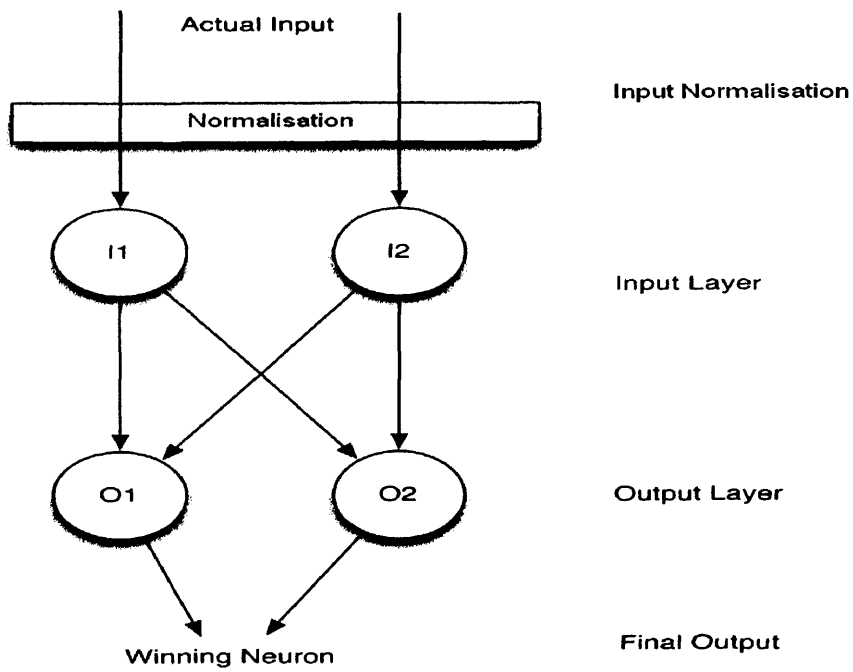 Actual Input
Input Normalisation
Normalisation
I1
I2
Input Layer
O1
O2
Output Layer
Winning Neuron
Final Output